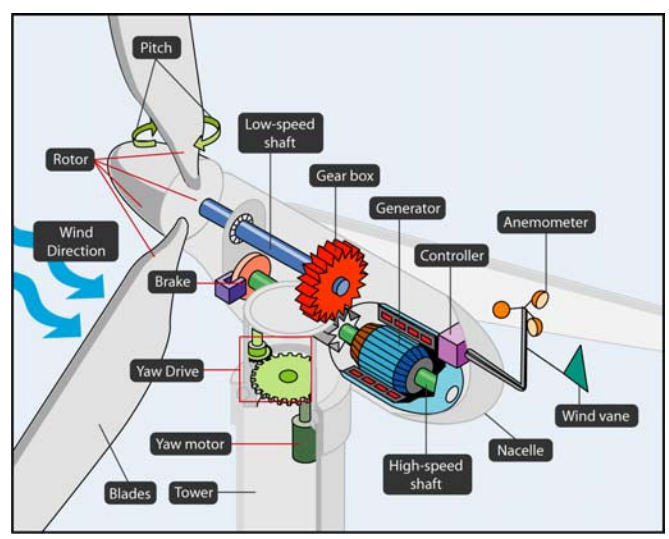 Pitch
Low-speed
shaft
Rotor
Gear box
Generator
Anemometer
Wind
Direction
Controller
Brake
Yaw Drive
Wind vane
Yaw motor
Nacelle
High-speed
shaft
Blades
Tower